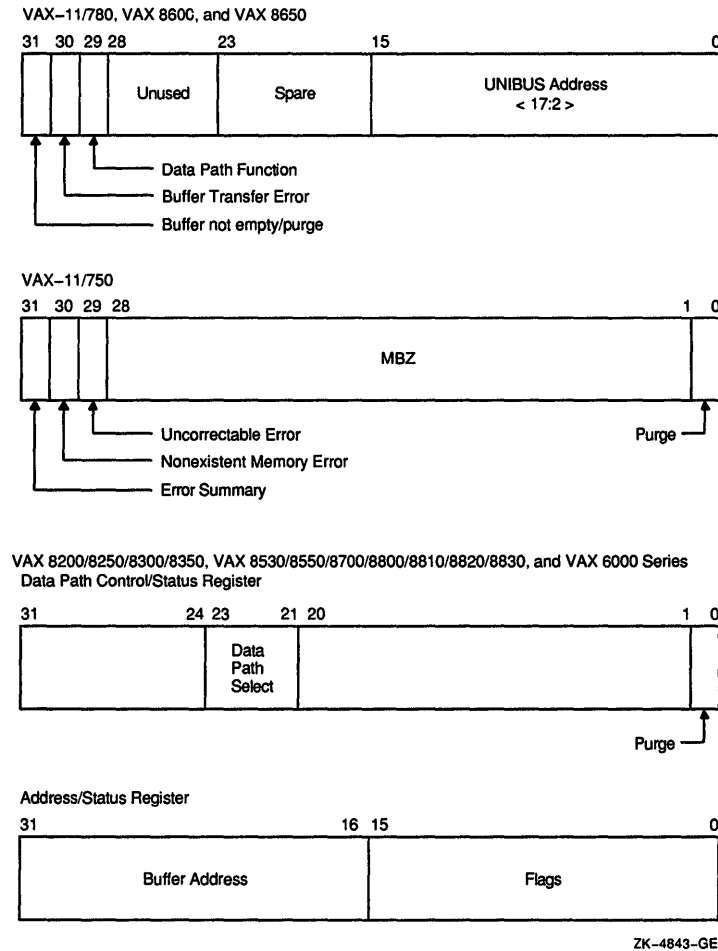 VAX–11/780, VAX 8600, and VAX 8650
31 30 29 28 23 15 0
Unused Spare UNIBUS Address
< 17:2 >
Data Path Function
Buffer Transfer Error
Buffer not empty/purge
VAX–11/750
31 30 29 28 1 0
MBZ
Uncorrectable Error Purge
Nonexistent Memory Error
Error Summary
VAX 8200/8250/8300/8350, VAX 8530/8550/8700/8800/8810/8820/8830, and VAX 6000 Series
Data Path Control/Status Register
31 24 23 21 20 1 0
Data
Path
Select
Purge
Address/Status Register
31 16 15 0
Buffer Address Flags
ZK–4843–GE